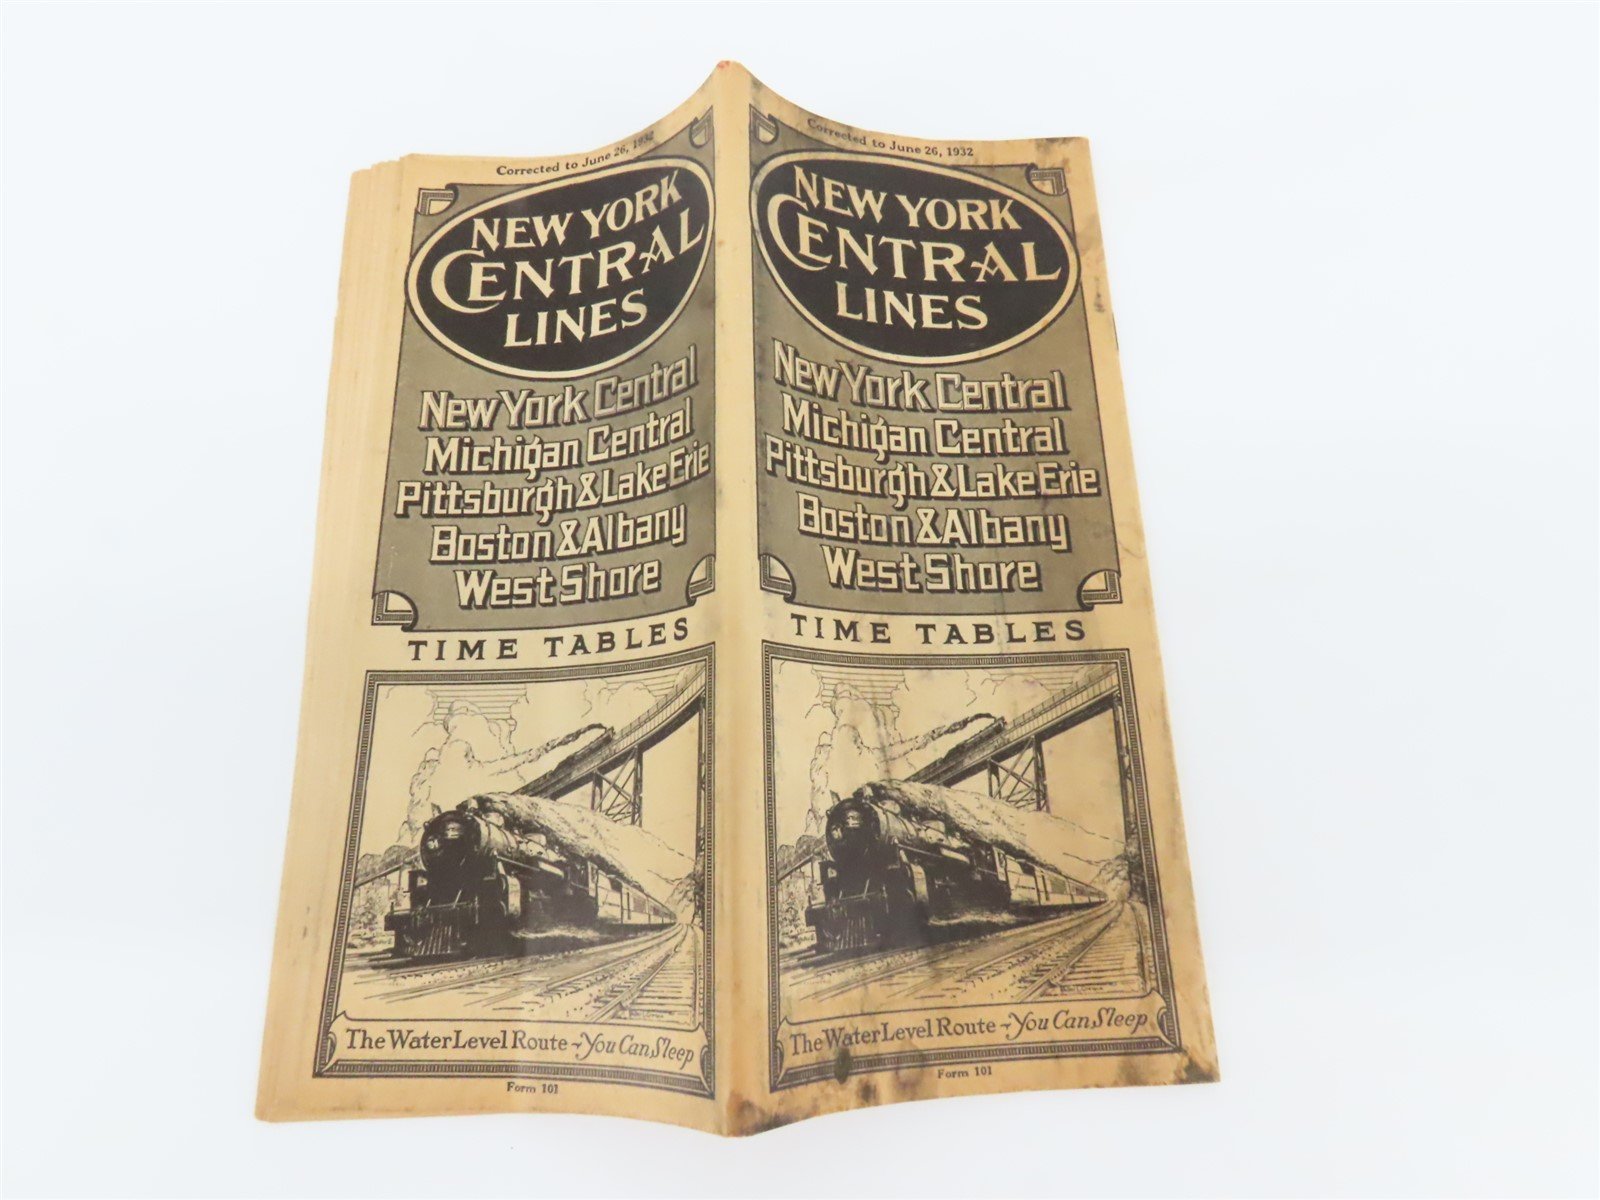 Corrected to June 26, 1932
NEW YORK
CENTRAL
LINES
New York Central
Michigan Central
Pittsburgh & Lake Erie
Boston & Albany
West Shore
TIME TABLES
The Water Level Route - You Can Sleep
Form 101
Corrected to June 26, 1932
NEW YORK
CENTRAL
LINES
New York Central
Michigan Central
Pittsburgh & Lake Erie
Boston & Albany
West Shore
TIME TABLES
The Water Level Route - You Can Sleep
Form 101